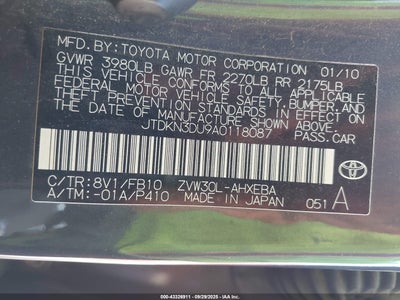 MFD. BY: TOYOTA MOTOR CORPORATION 01/10
GVWR 3980LB GAWR FR 2270LB RR 2175LB
THIS VEHICLE CONFORMS TO ALL APPLICABLE
FEDERAL MOTOR VEHICLE SAFETY, BUMPER, AND
THEFT PREVENTION STANDARDS IN EFFECT ON
THE DATE OF MANUFACTURE SHOWN ABOVE.
JTDKN3DU9A0118087 PASS. CAR
C/TR: 8V1/FB10 ZVW30L-AHXEBA
A/TM: -01A/P410 MADE IN JAPAN 051 A
TOYOTA
000-43326911 - 09/29/2025 -